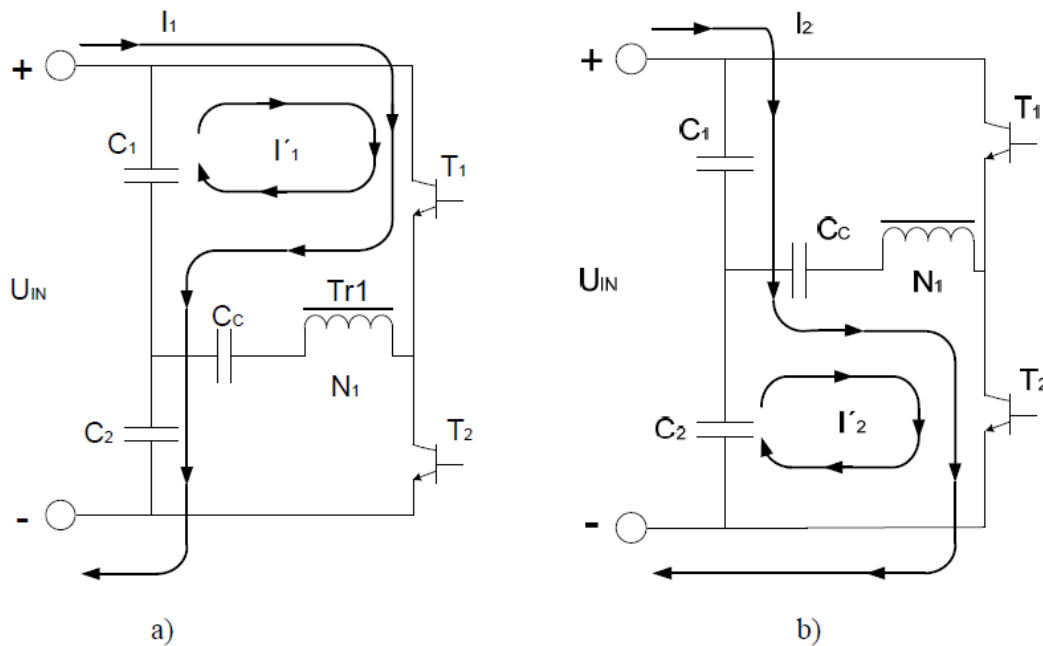 I1
+
C1
I´1
T1
UIN
Tr1
CC
N1
C2
T2
-
a)
I2
+
C1
T1
CC
UIN
N1
T2
C2
I´2
-
b)